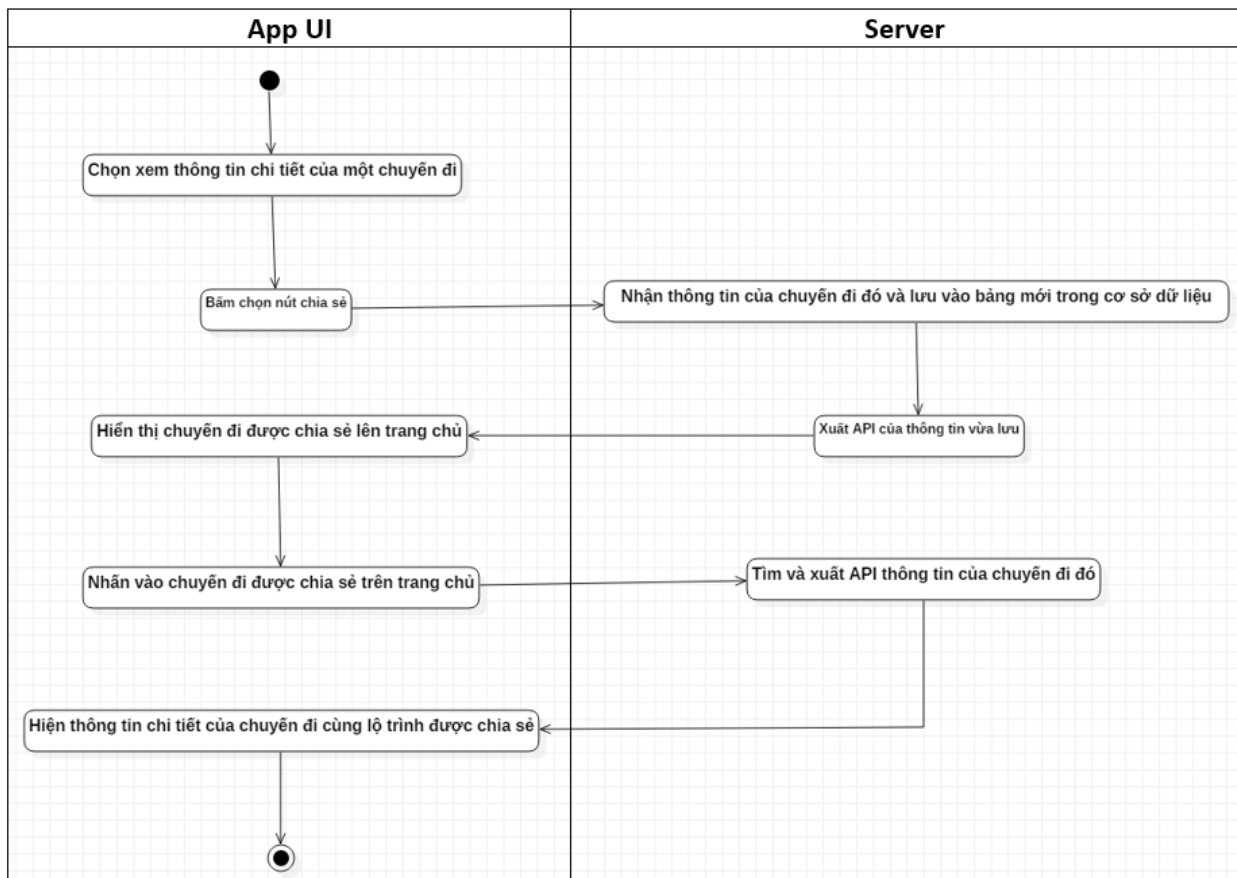 App UI
Server
Chọn xem thông tin chi tiết của một chuyến đi
Bấm chọn nút chia sẻ
Nhận thông tin của chuyến đi đó và lưu vào bảng mới trong cơ sở dữ liệu
Hiển thị chuyến đi được chia sẻ lên trang chủ
Xuất API của thông tin vừa lưu
Nhấn vào chuyến đi được chia sẻ trên trang chủ
Tìm và xuất API thông tin của chuyến đi đó
Hiện thông tin chi tiết của chuyến đi cùng lộ trình được chia sẻ